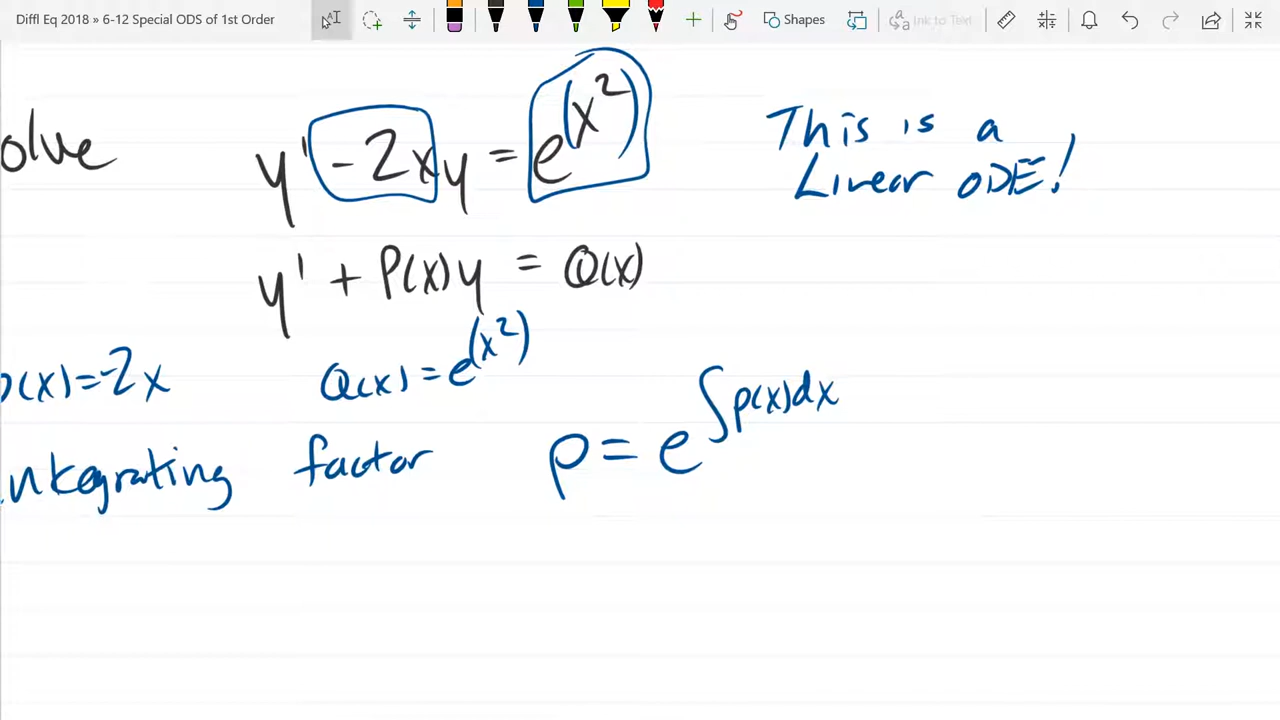 Diffl Eq 2018 » 6-12 Special ODS of 1st Order
Shapes
Ink to Text
olve y' -2xy = e^(x^2) This is a
Linear ODE!
y' + P(x)y = Q(x)
p(x)=-2x Q(x)=e^(x^2)
integrating factor ρ=e^∫p(x)dx